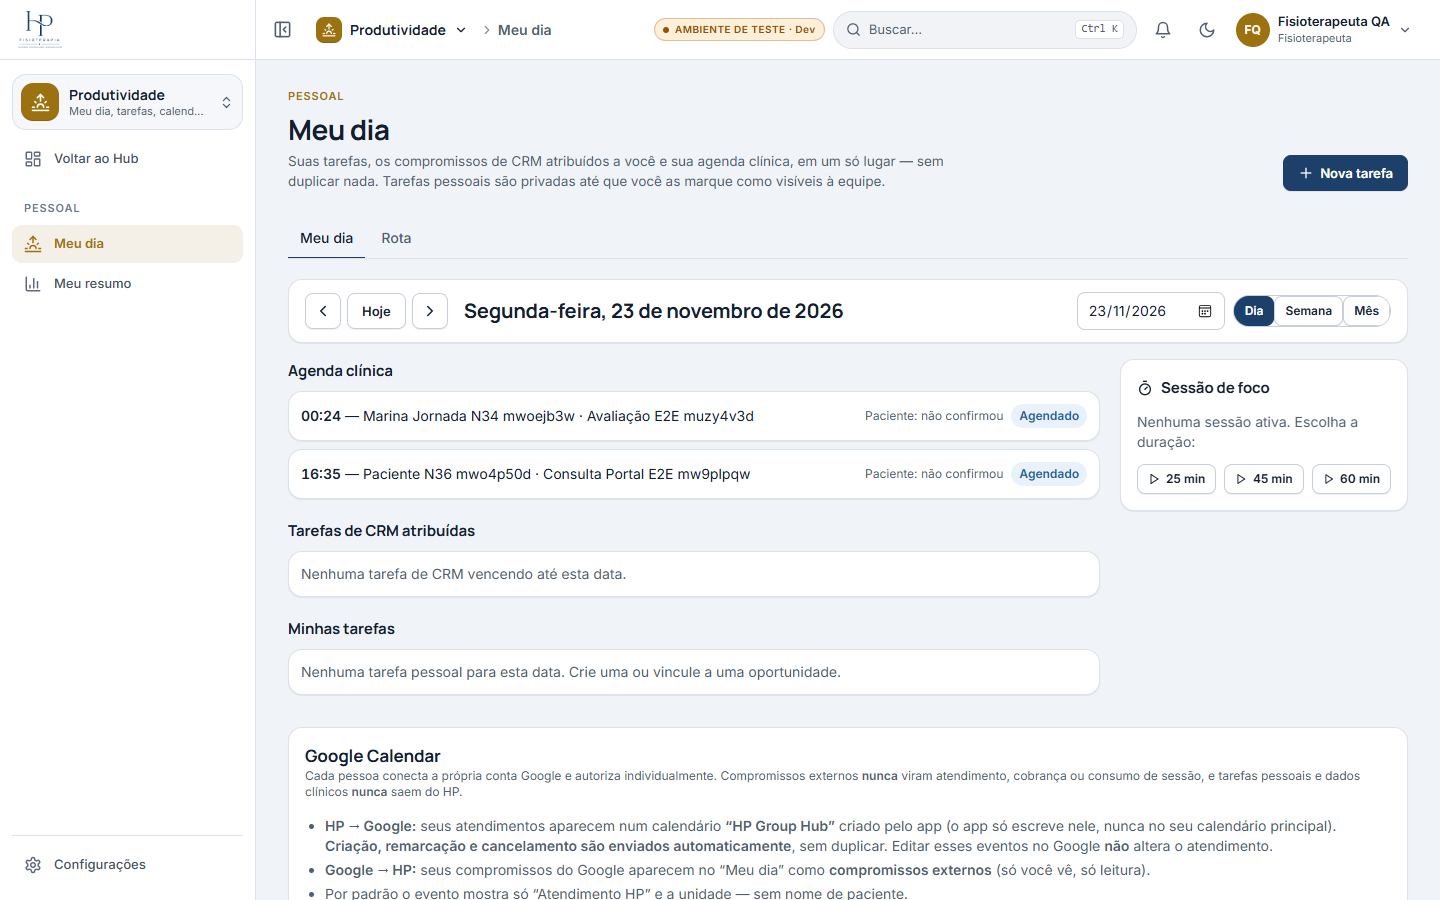 HP
FISIOTERAPIA
Produtividade
Meu dia, tarefas, calend...
Voltar ao Hub
PESSOAL
Meu dia
Meu resumo
Configurações
Produtividade
Meu dia
AMBIENTE DE TESTE · Dev
Buscar...
Ctrl K
FQ
Fisioterapeuta QA
Fisioterapeuta
PESSOAL
Meu dia
Suas tarefas, os compromissos de CRM atribuídos a você e sua agenda clínica, em um só lugar — sem
duplicar nada. Tarefas pessoais são privadas até que você as marque como visíveis à equipe.
Nova tarefa
Meu dia
Rota
Hoje
Segunda-feira, 23 de novembro de 2026
23/11/2026
Dia
Semana
Mês
Agenda clínica
00:24 — Marina Jornada N34 mwoejb3w · Avaliação E2E muzy4v3d
Paciente: não confirmou
Agendado
16:35 — Paciente N36 mwo4p50d · Consulta Portal E2E mw9plpqw
Paciente: não confirmou
Agendado
Tarefas de CRM atribuídas
Nenhuma tarefa de CRM vencendo até esta data.
Minhas tarefas
Nenhuma tarefa pessoal para esta data. Crie uma ou vincule a uma oportunidade.
Sessão de foco
Nenhuma sessão ativa. Escolha a
duração:
25 min
45 min
60 min
Google Calendar
Cada pessoa conecta a própria conta Google e autoriza individualmente. Compromissos externos nunca viram atendimento, cobrança ou consumo de sessão, e tarefas pessoais e dados
clínicos nunca saem do HP.
• HP → Google: seus atendimentos aparecem num calendário “HP Group Hub” criado pelo app (o app só escreve nele, nunca no seu calendário principal).
Criação, remarcação e cancelamento são enviados automaticamente, sem duplicar. Editar esses eventos no Google não altera o atendimento.
• Google → HP: seus compromissos do Google aparecem no “Meu dia” como compromissos externos (só você vê, só leitura).
• Por padrão o evento mostra só “Atendimento HP” e a unidade — sem nome de paciente.